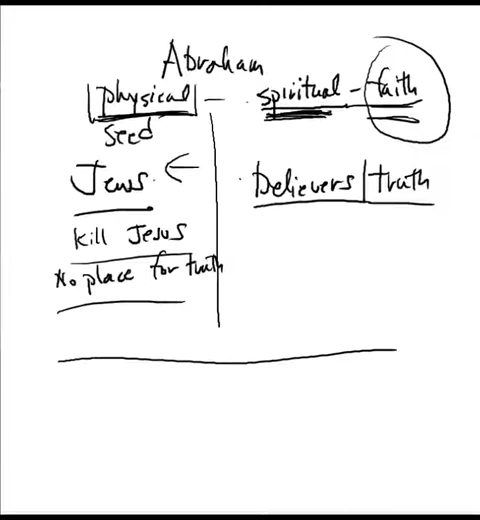 Abraham
physical - spiritual - faith
seed
Jews. ← Believers | truth
kill Jesus
No place for truth